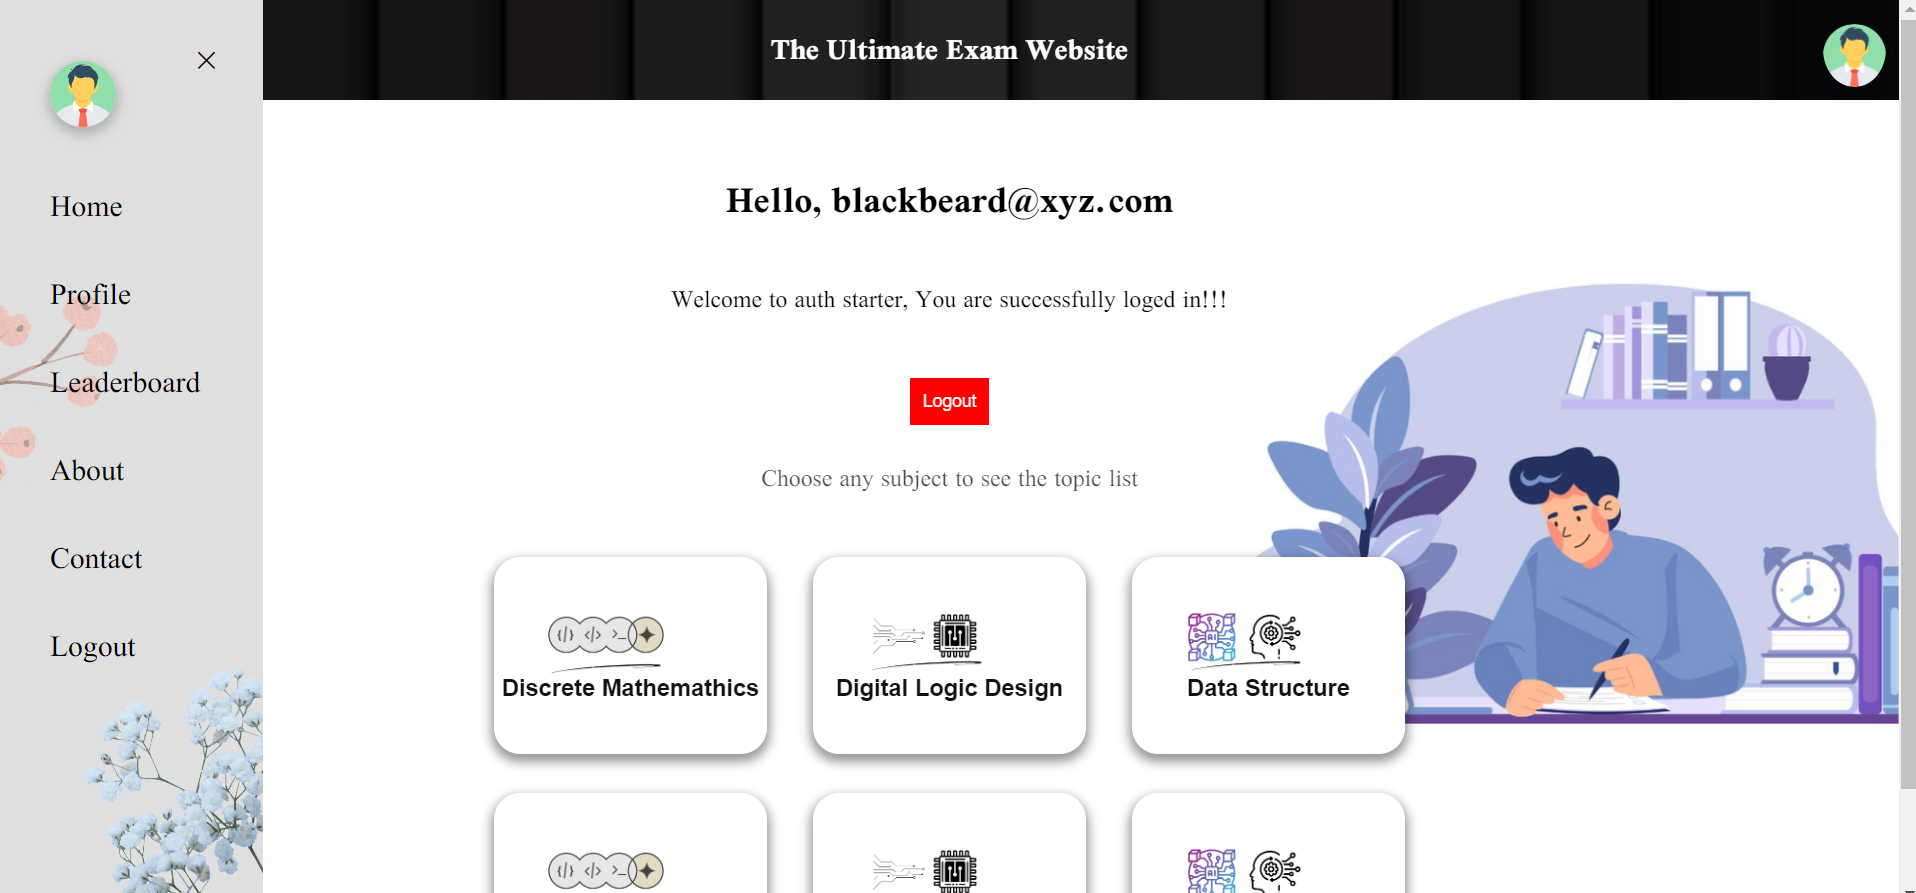 The Ultimate Exam Website
Home
Profile
Leaderboard
About
Contact
Logout
Hello, blackbeard@xyz.com
Welcome to auth starter, You are successfully loged in!!!
Logout
Choose any subject to see the topic list
Discrete Mathemathics
Digital Logic Design
AI
Data Structure
AI